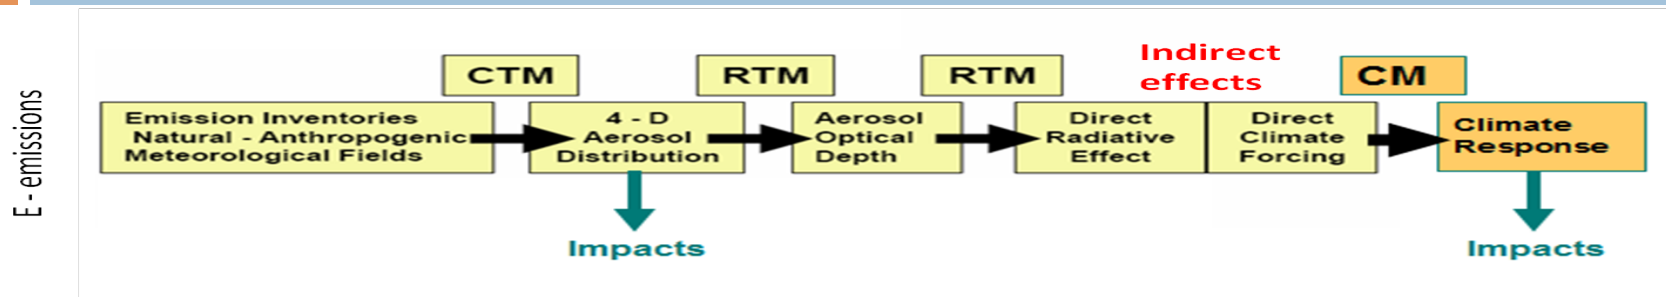 E - emissions
CTM
RTM
RTM
Indirect
effects
CM
Emission Inventories
Natural - Anthropogenic
Meteorological Fields
4 - D
Aerosol
Distribution
Aerosol
Optical
Depth
Direct
Radiative
Effect
Direct
Climate
Forcing
Climate
Response
Impacts
Impacts